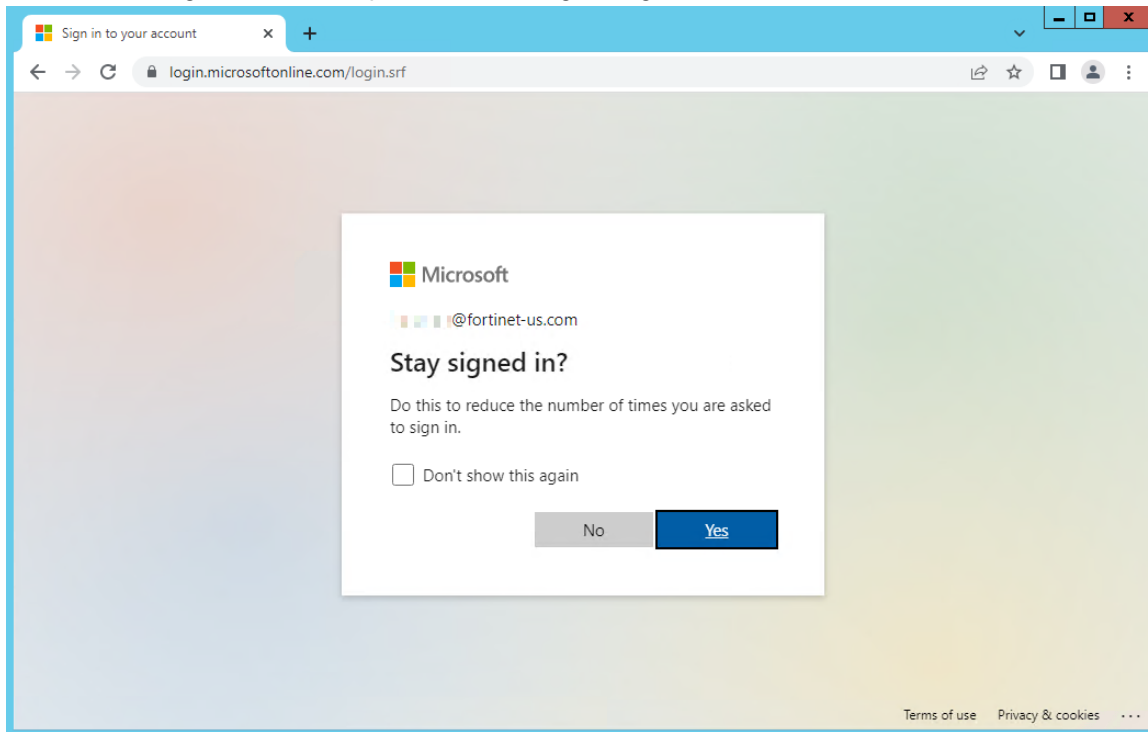 Sign in to your account
login.microsoftonline.com/login.srf
Microsoft
@fortinet-us.com
Stay signed in?
Do this to reduce the number of times you are asked
to sign in.
Don't show this again
No Yes
Terms of use Privacy & cookies ...